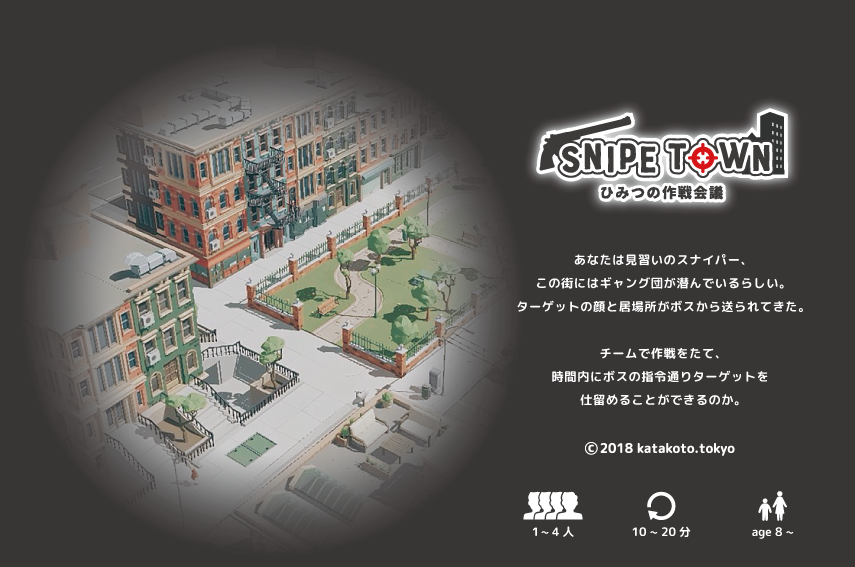 SNIPE TOWN
ひみつの作戦会議
あなたは見習いのスナイパー、
この街にはギャング団が潜んでいるらしい。
ターゲットの顔と居場所がボスから送られてきた。
チームで作戦をたて、
時間内にボスの指令通りターゲットを
仕留めることができるのか。
©2018 katakoto.tokyo
1~4 人
10 ~ 20 分
age 8 ~